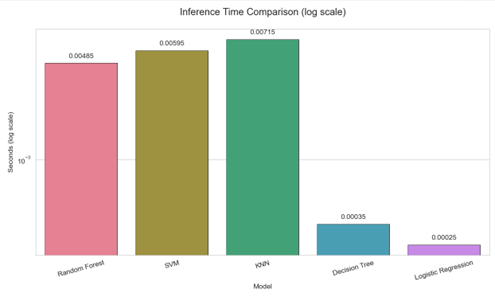 Inference Time Comparison (log scale)
0.00715
0.00595
0.00485
Seconds (log scale)
10⁻³
0.00035
0.00025
Random Forest
SVM
KNN
Decision Tree
Logistic Regression
Model